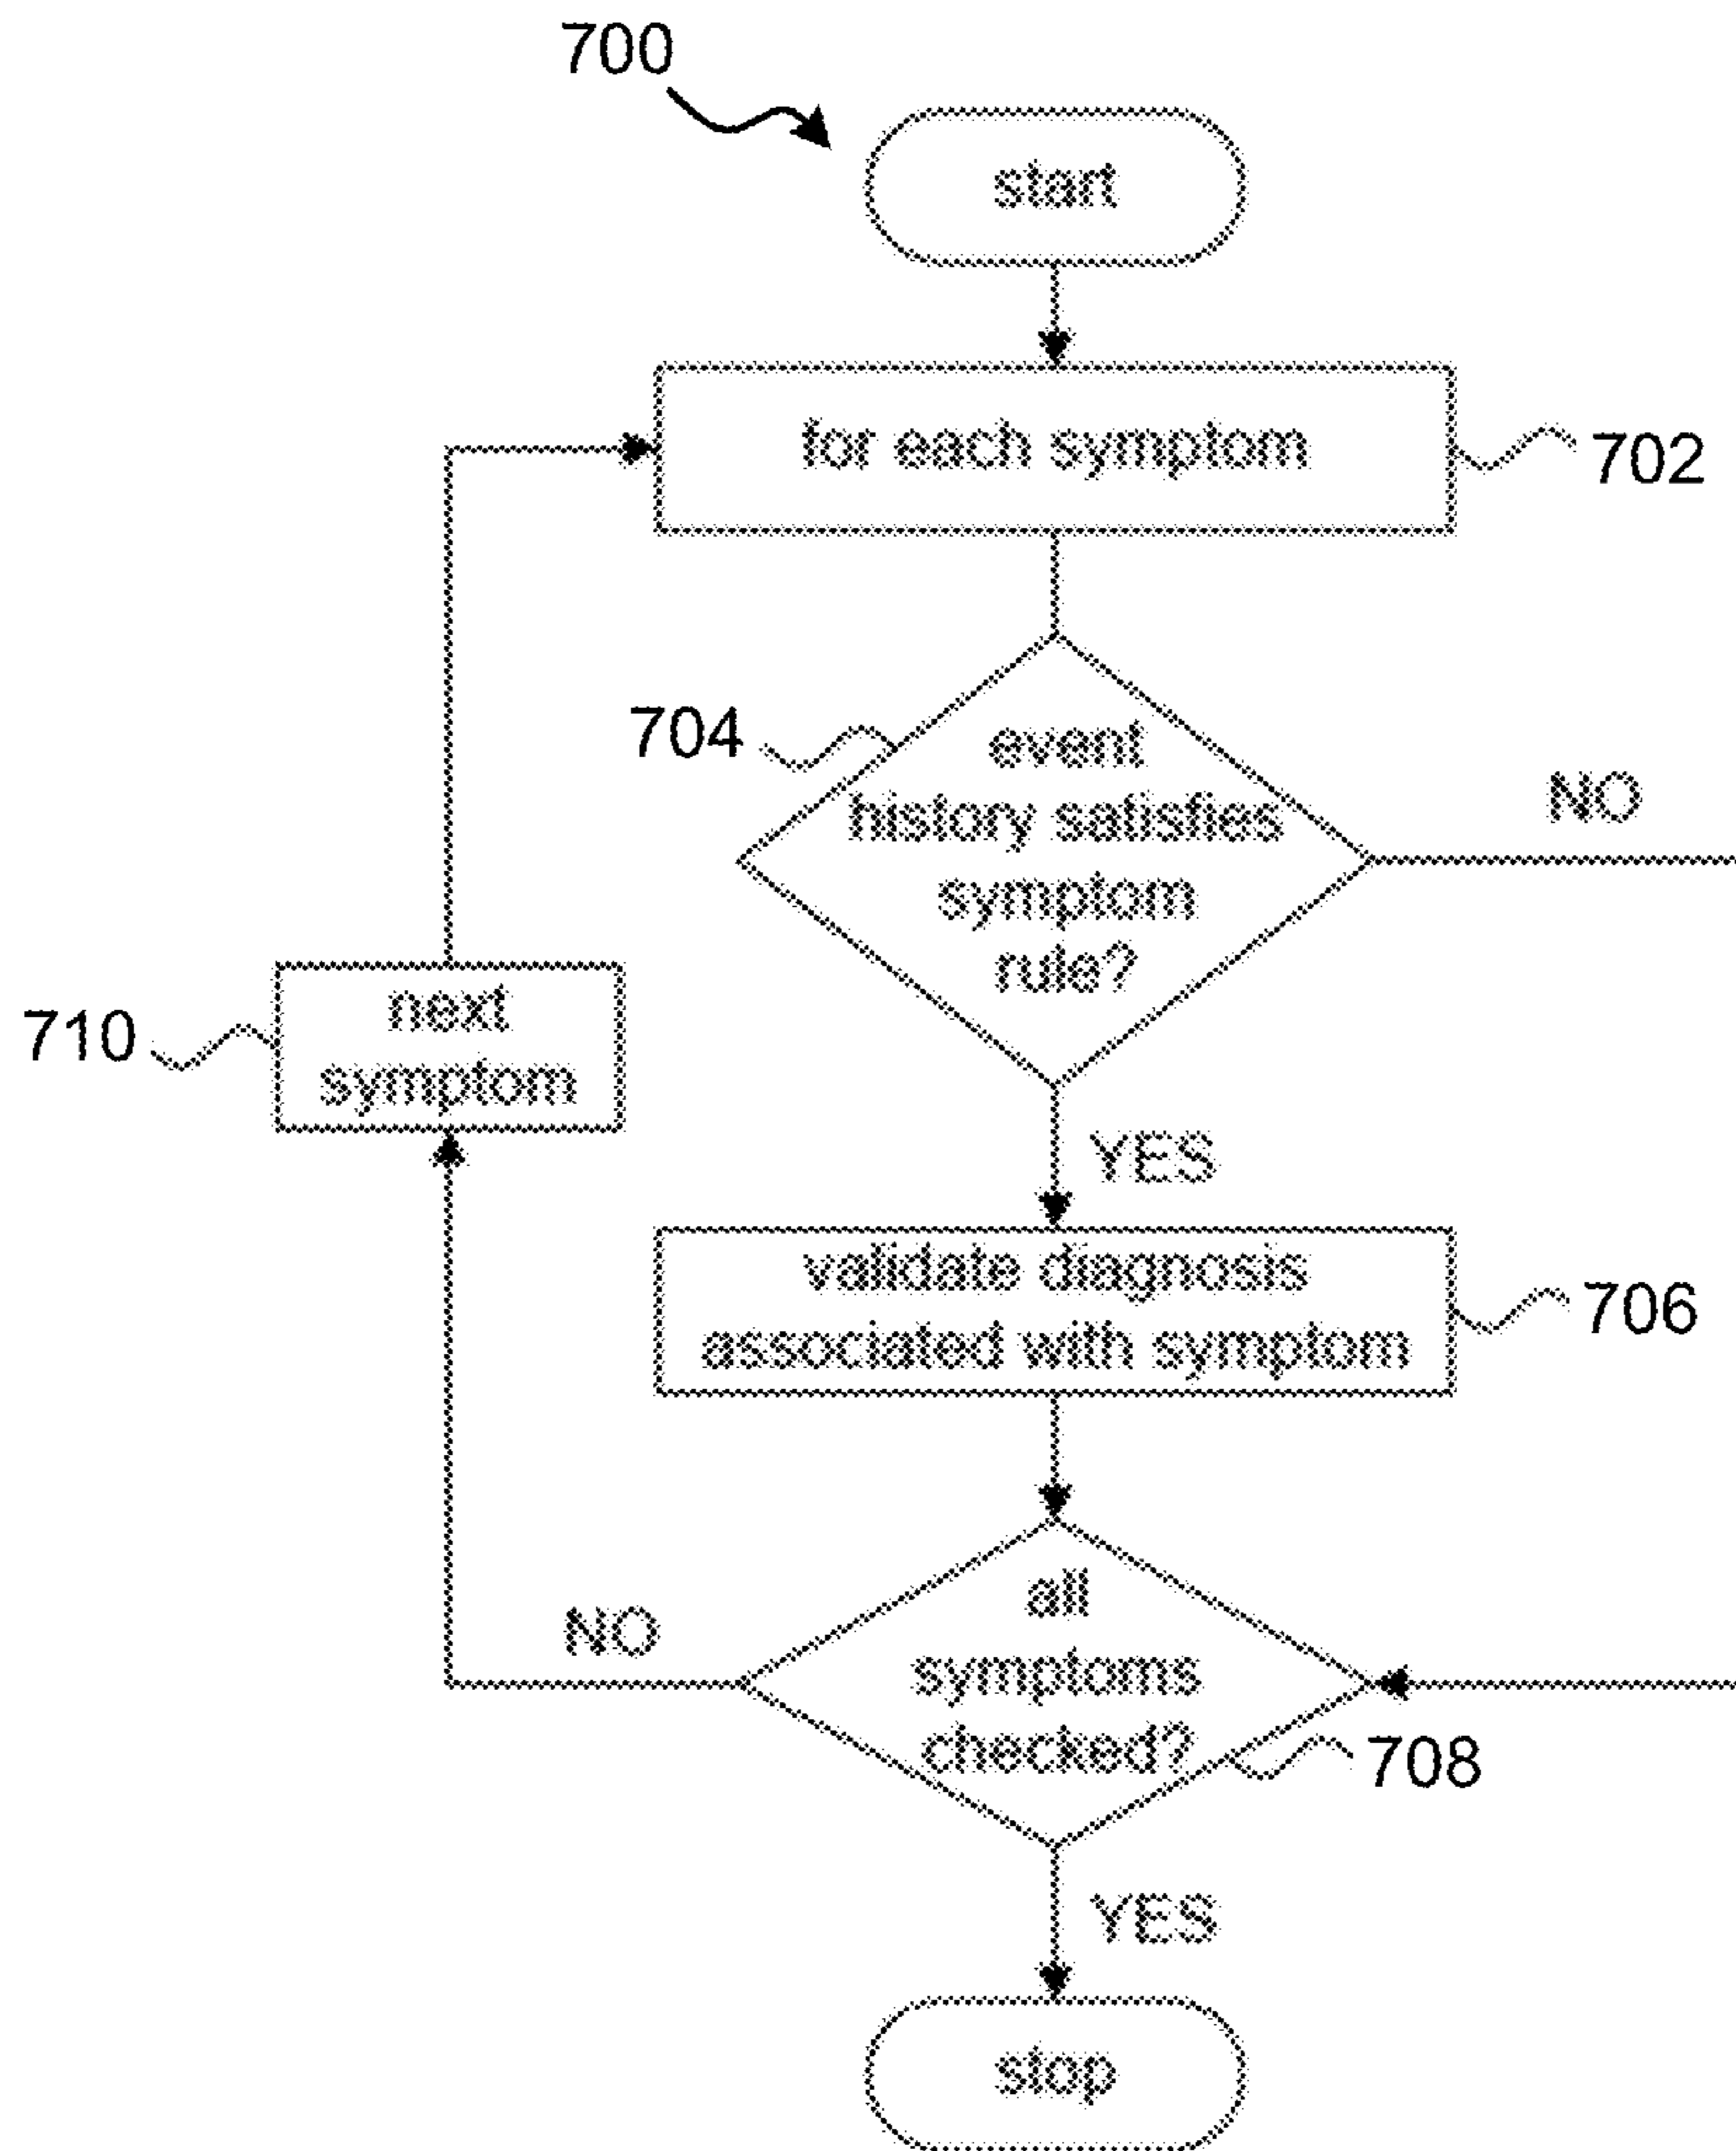 700
start
for each symptom
702
704
event
history satisfies
symptom
rule?
NO
710
next
symptom
YES
validate diagnosis
associated with symptom
706
all
symptoms
checked?
NO
708
YES
stop